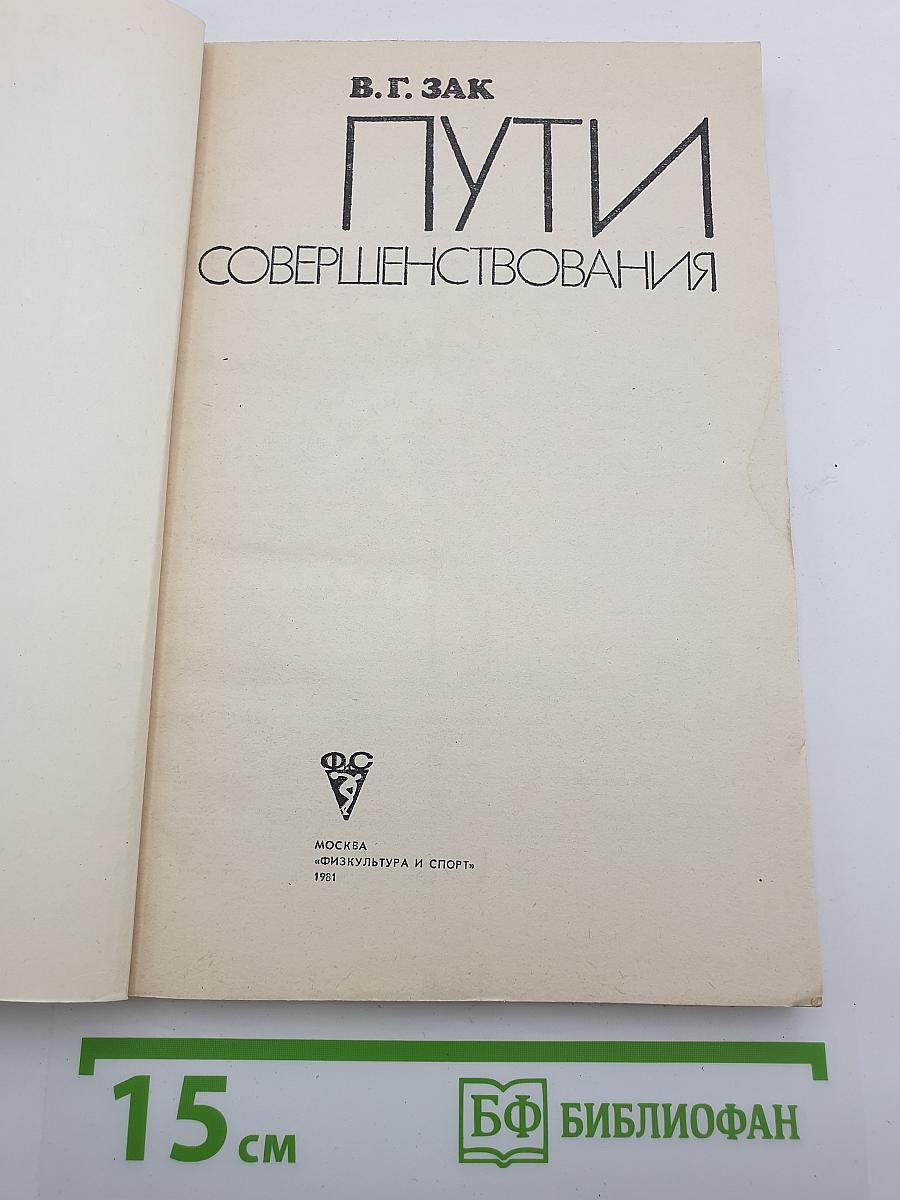 В. Г. ЗАК
ПУТИ
СОВЕРШЕНСТВОВАНИЯ
ФиС
МОСКВА
«ФИЗКУЛЬТУРА И СПОРТ»
1981
15 см
БФ БИБЛИОФАН